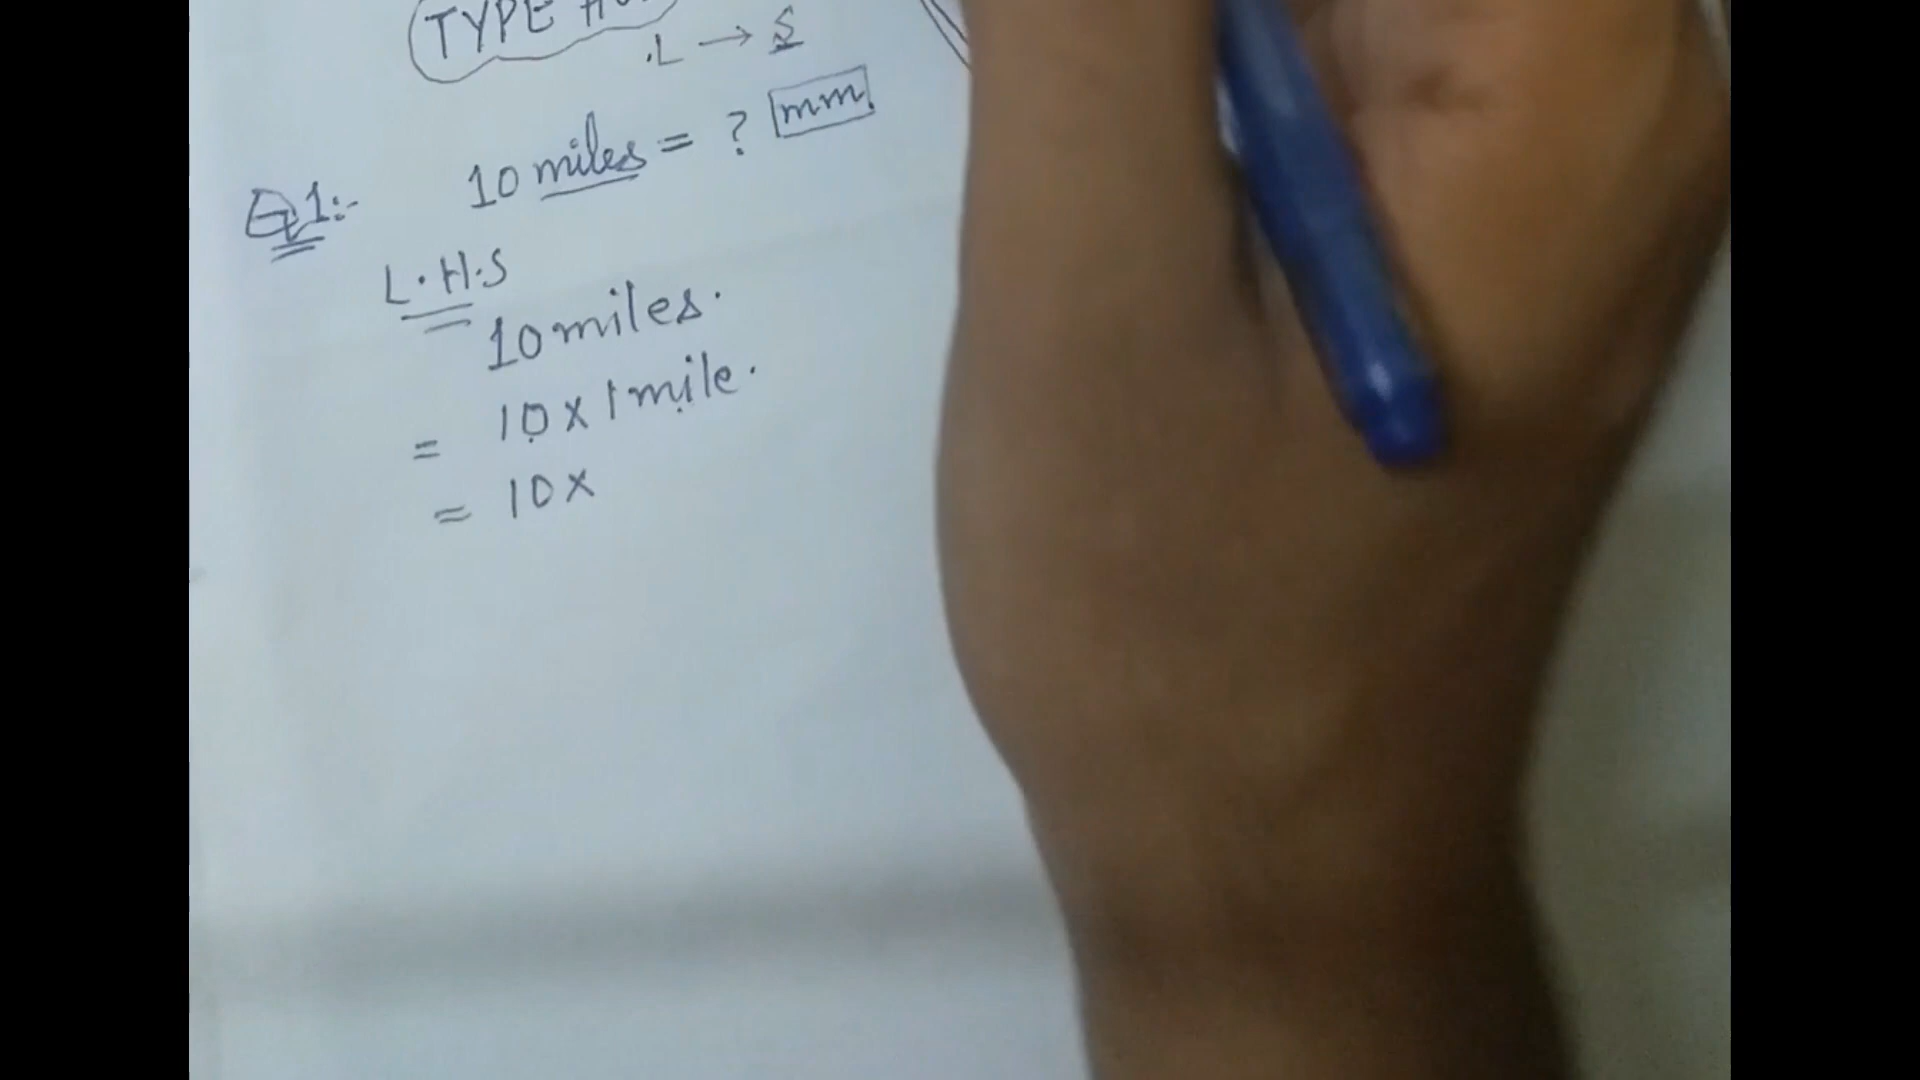 TYPE
L → S
Q1:- 10 miles = ? mm
L.H.S
10 miles.
= 10 x 1 mile.
= 10 x